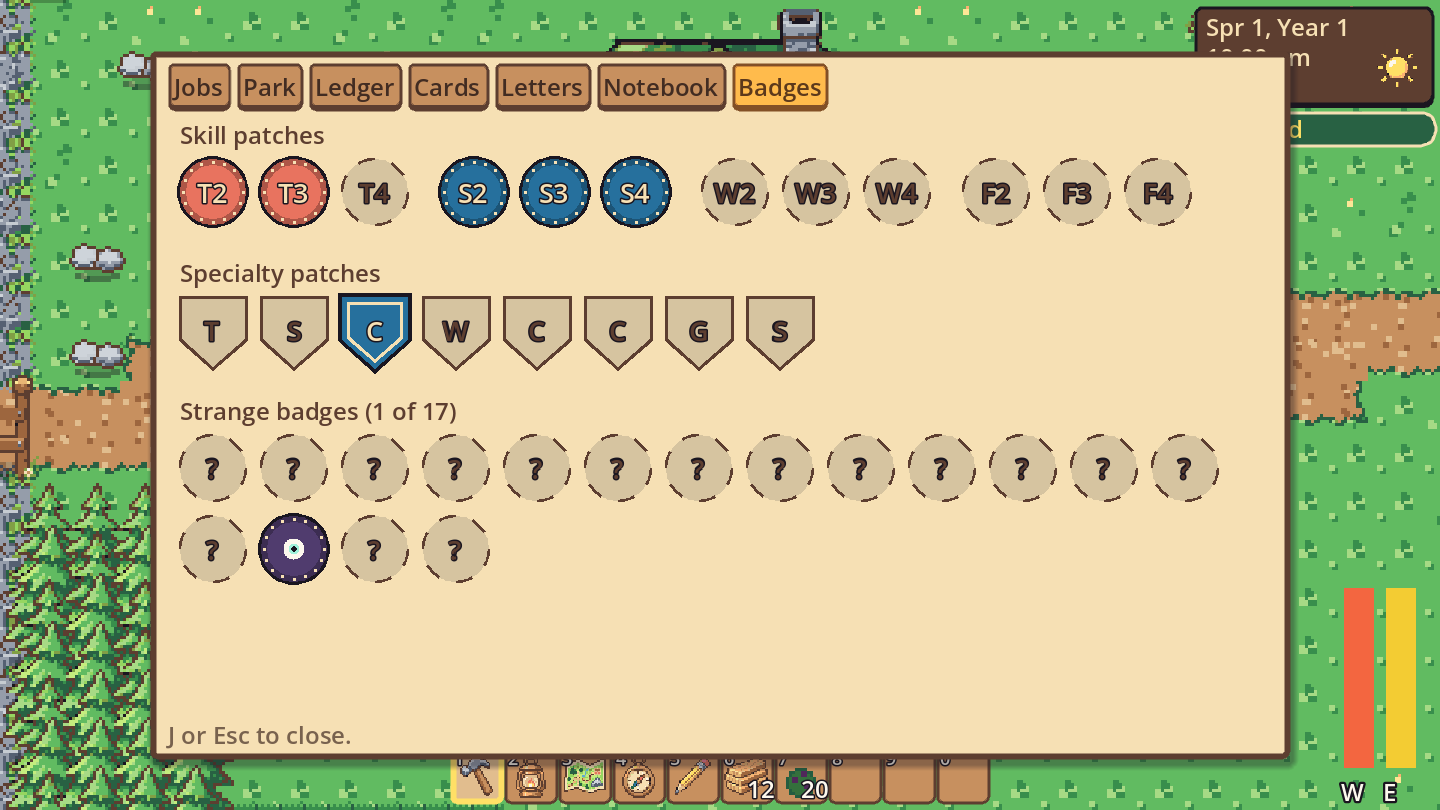 Spr 1, Year 1
Jobs Park Ledger Cards Letters Notebook Badges
Skill patches
T2 T3 T4 S2 S3 S4 W2 W3 W4 F2 F3 F4
Specialty patches
T S C W C C G S
Strange badges (1 of 17)
? ? ? ? ? ? ? ? ? ? ? ? ?
? ? ?
J or Esc to close.
12 20
W E